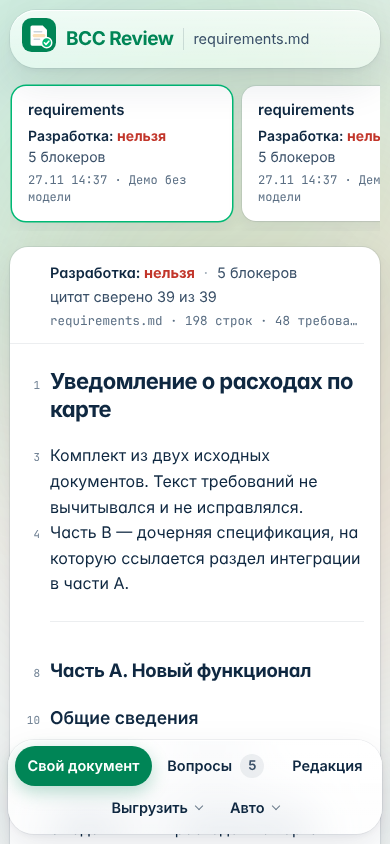 BCC Review | requirements.md
requirements
Разработка: нельзя
5 блокеров
27.11 14:37 · Демо без
модели
Разработка:
5 блокеров
27.11 14:37
модели
Разработка: нельзя · 5 блокеров
цитат сверено 39 из 39
requirements.md · 198 строк · 48 требова…
1 Уведомление о расходах по
карте
3 Комплект из двух исходных
документов. Текст требований не
вычитывался и не исправлялся.
4 Часть B — дочерняя спецификация, на
которую ссылается раздел интеграции
в части А.
8 Часть А. Новый функционал
10 Общие сведения
Свой документ Вопросы 5 Редакция
Выгрузить Авто